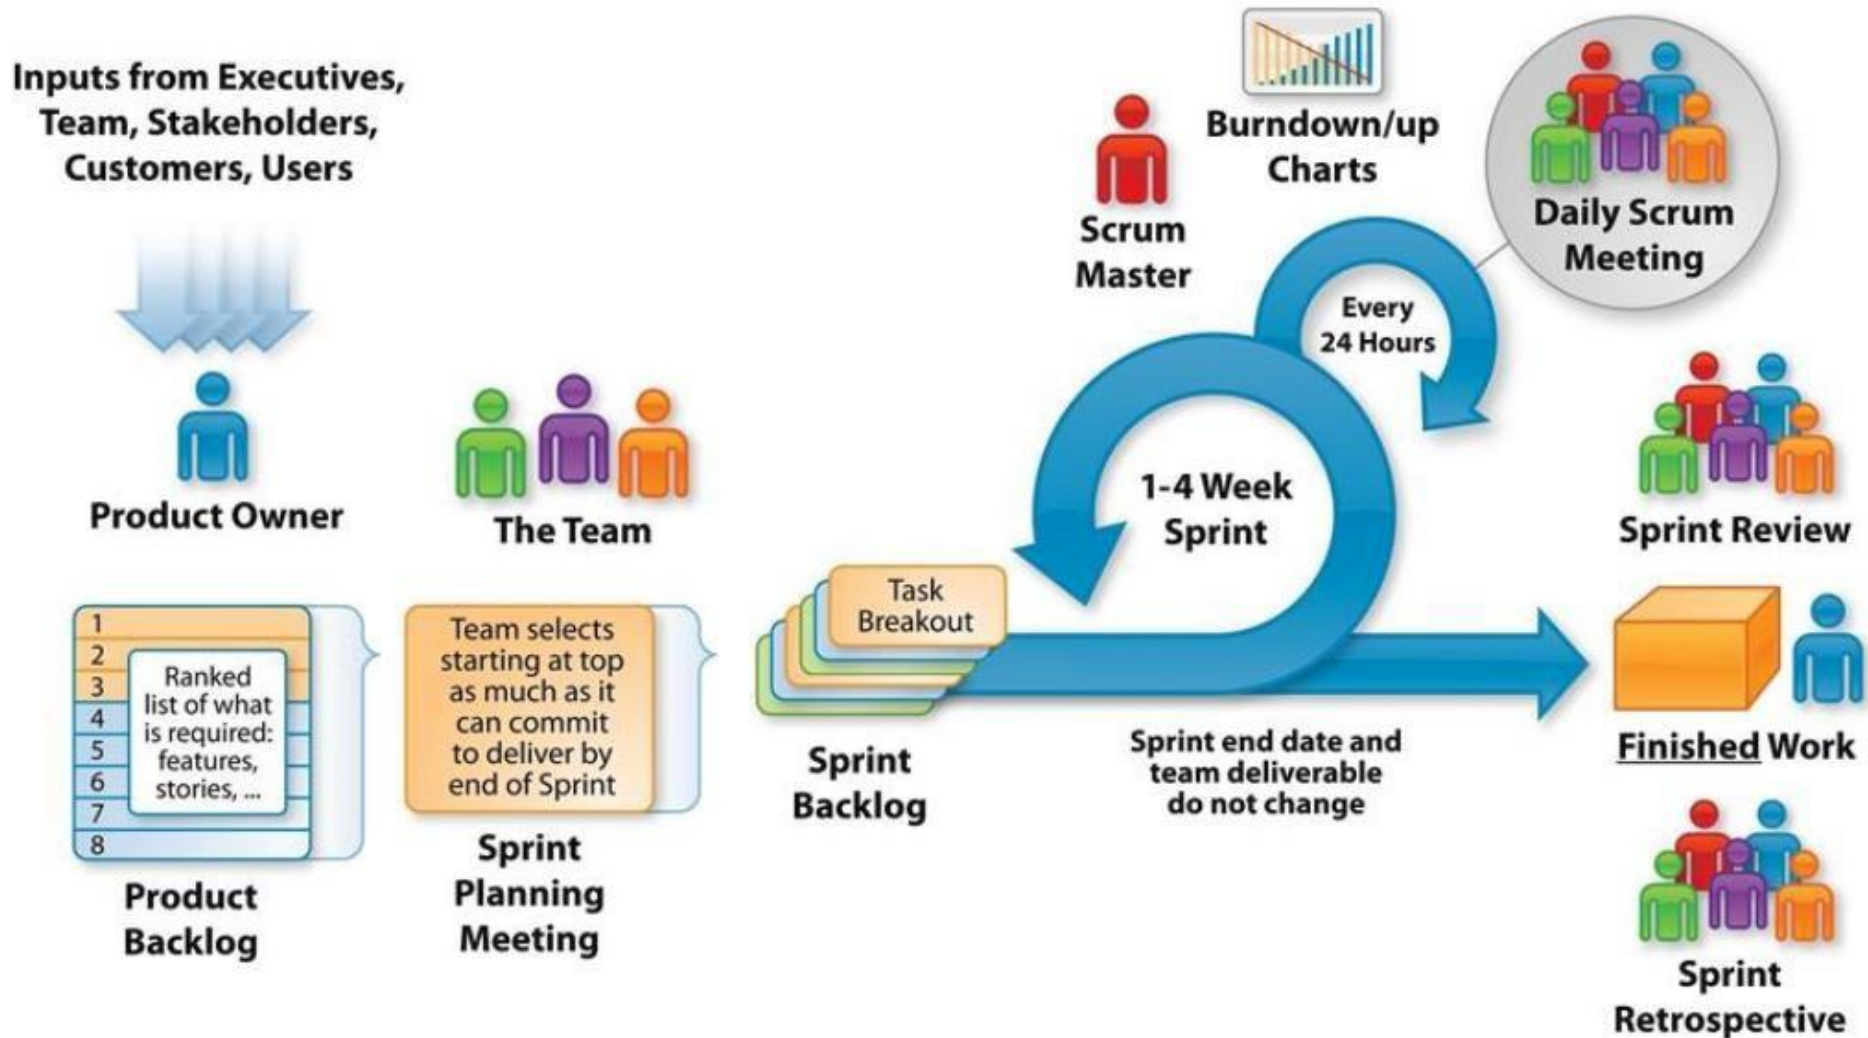 Inputs from Executives,
Team, Stakeholders,
Customers, Users
Product Owner
The Team
1
2
3
4
5
6
7
8
Ranked
list of what
is required:
features,
stories, ...
Product
Backlog
Team selects
starting at top
as much as it
can commit
to deliver by
end of Sprint
Sprint
Planning
Meeting
Task
Breakout
Sprint
Backlog
Scrum
Master
Burndown/up
Charts
Daily Scrum
Meeting
Every
24 Hours
1-4 Week
Sprint
Sprint end date and
team deliverable
do not change
Sprint Review
Finished Work
Sprint
Retrospective